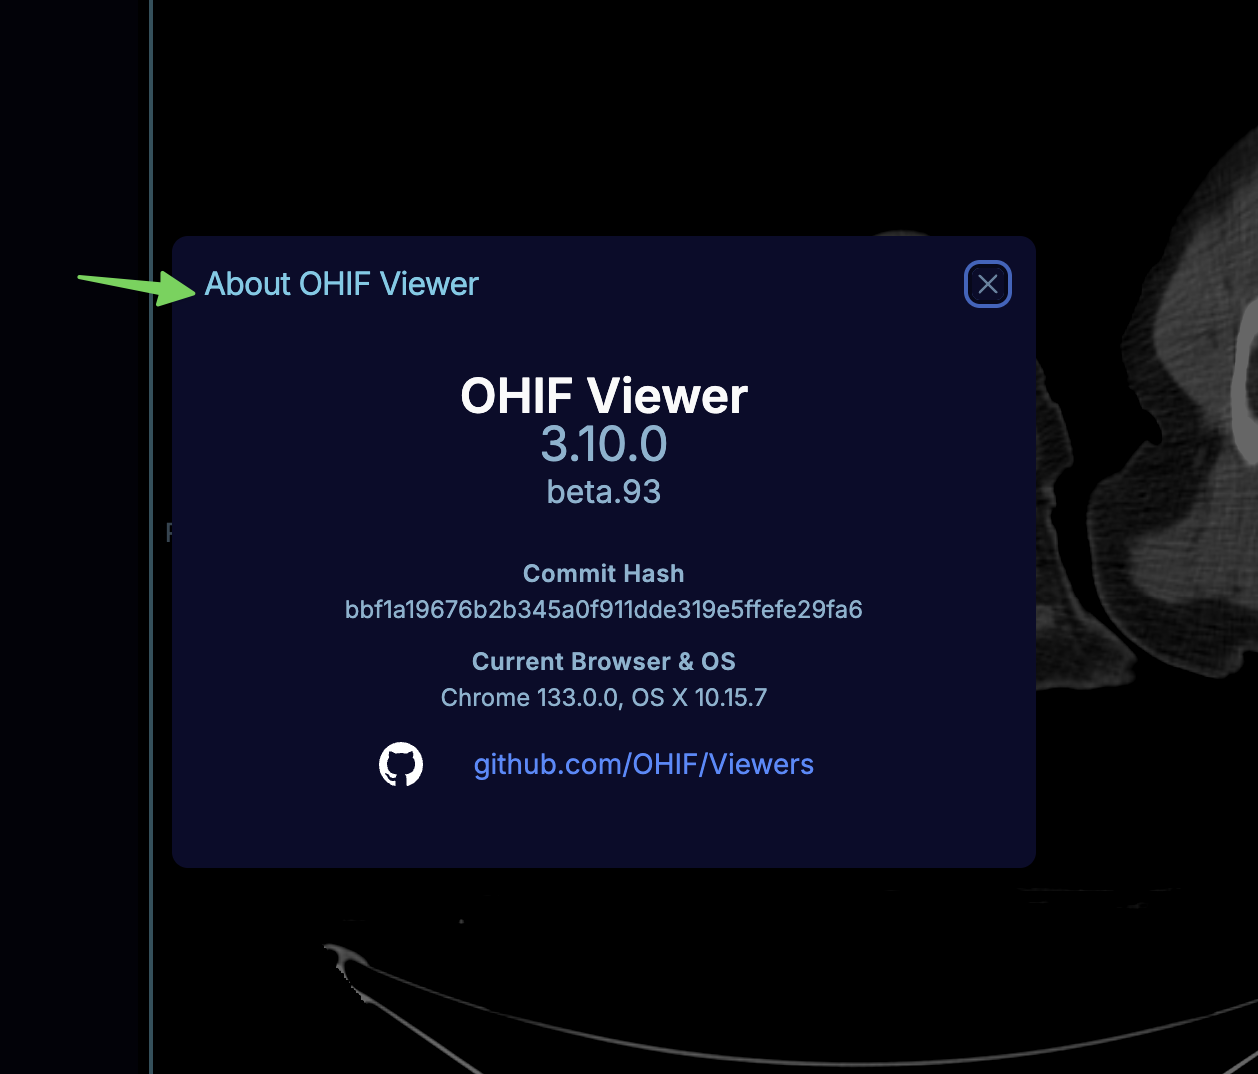 About OHIF Viewer
OHIF Viewer
3.10.0
beta.93
Commit Hash
bbf1a19676b2b345a0f911dde319e5ffefe29fa6
Current Browser & OS
Chrome 133.0.0, OS X 10.15.7
github.com/OHIF/Viewers